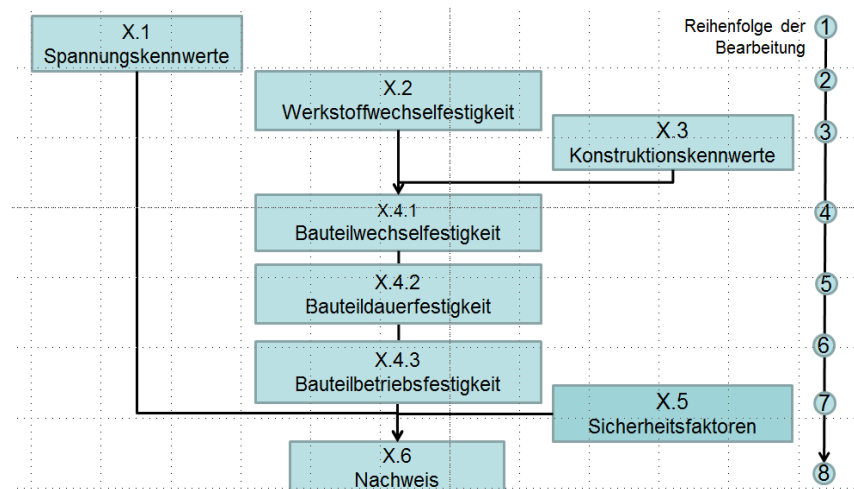 X.1
Spannungskennwerte
Reihenfolge der
Bearbeitung
1
X.2
Werkstoffwechselfestigkeit
2
X.3
Konstruktionskennwerte
3
X.4.1
Bauteilwechselfestigkeit
4
X.4.2
Bauteildauerfestigkeit
5
X.4.3
Bauteilbetriebsfestigkeit
6
X.5
Sicherheitsfaktoren
7
X.6
Nachweis
8